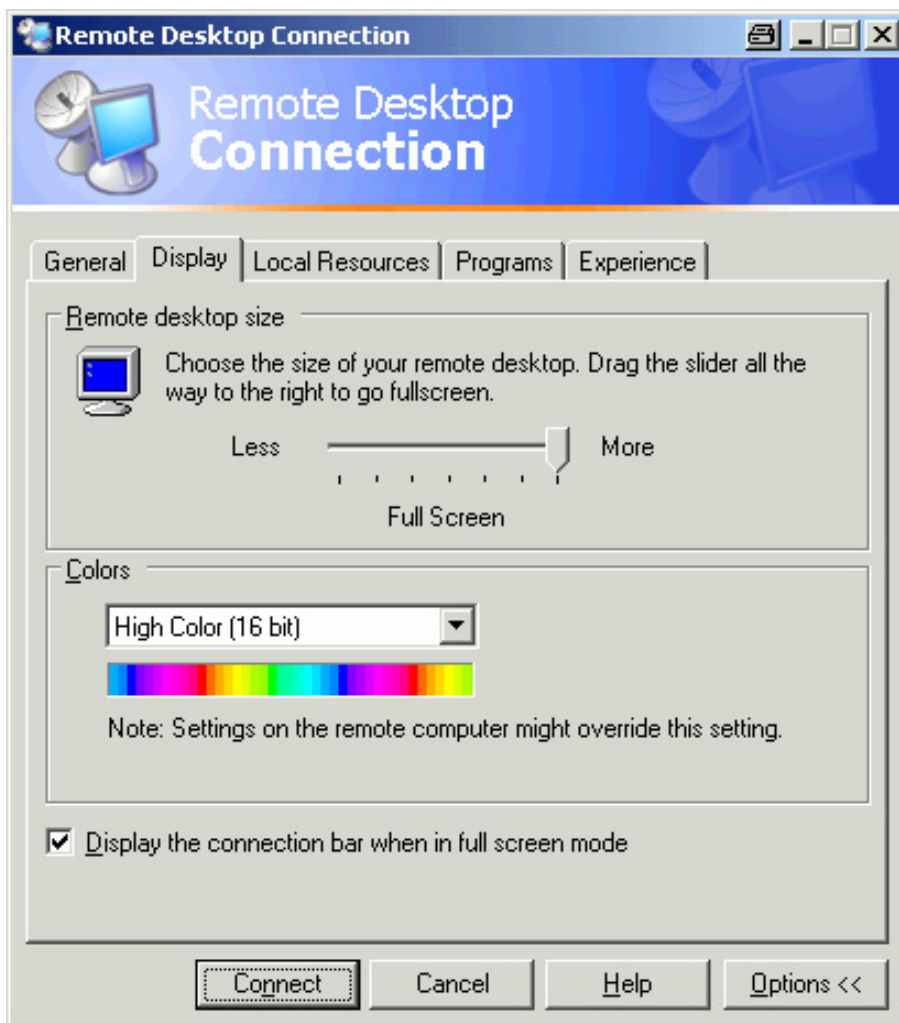 Remote Desktop Connection
Remote Desktop
Connection
General Display Local Resources Programs Experience
Remote desktop size
Choose the size of your remote desktop. Drag the slider all the
way to the right to go fullscreen.
Less More
Full Screen
Colors
High Color (16 bit)
Note: Settings on the remote computer might override this setting.
Display the connection bar when in full screen mode
Connect Cancel Help Options <<